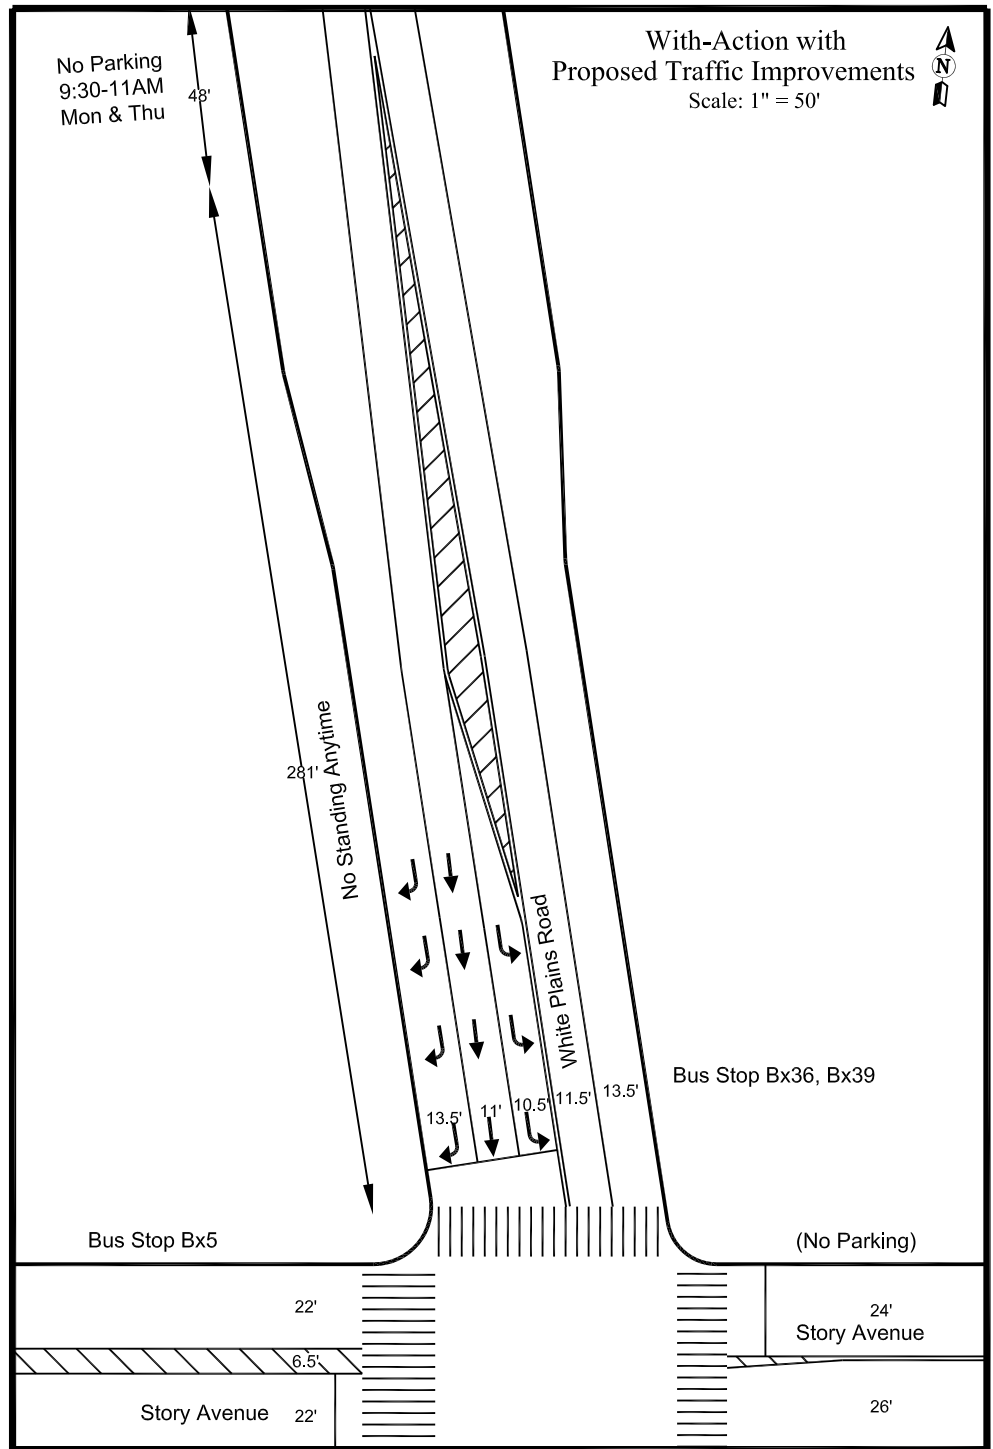 With-Action with
Proposed Traffic Improvements
Scale: 1" = 50'
N
No Parking
9:30-11AM
Mon & Thu
48'
281'
No Standing Anytime
White Plains Road
Bus Stop Bx36, Bx39
13.5'
11'
10.5'
11.5'
13.5'
Bus Stop Bx5
(No Parking)
22'
24'
Story Avenue
6.5'
Story Avenue
22'
26'